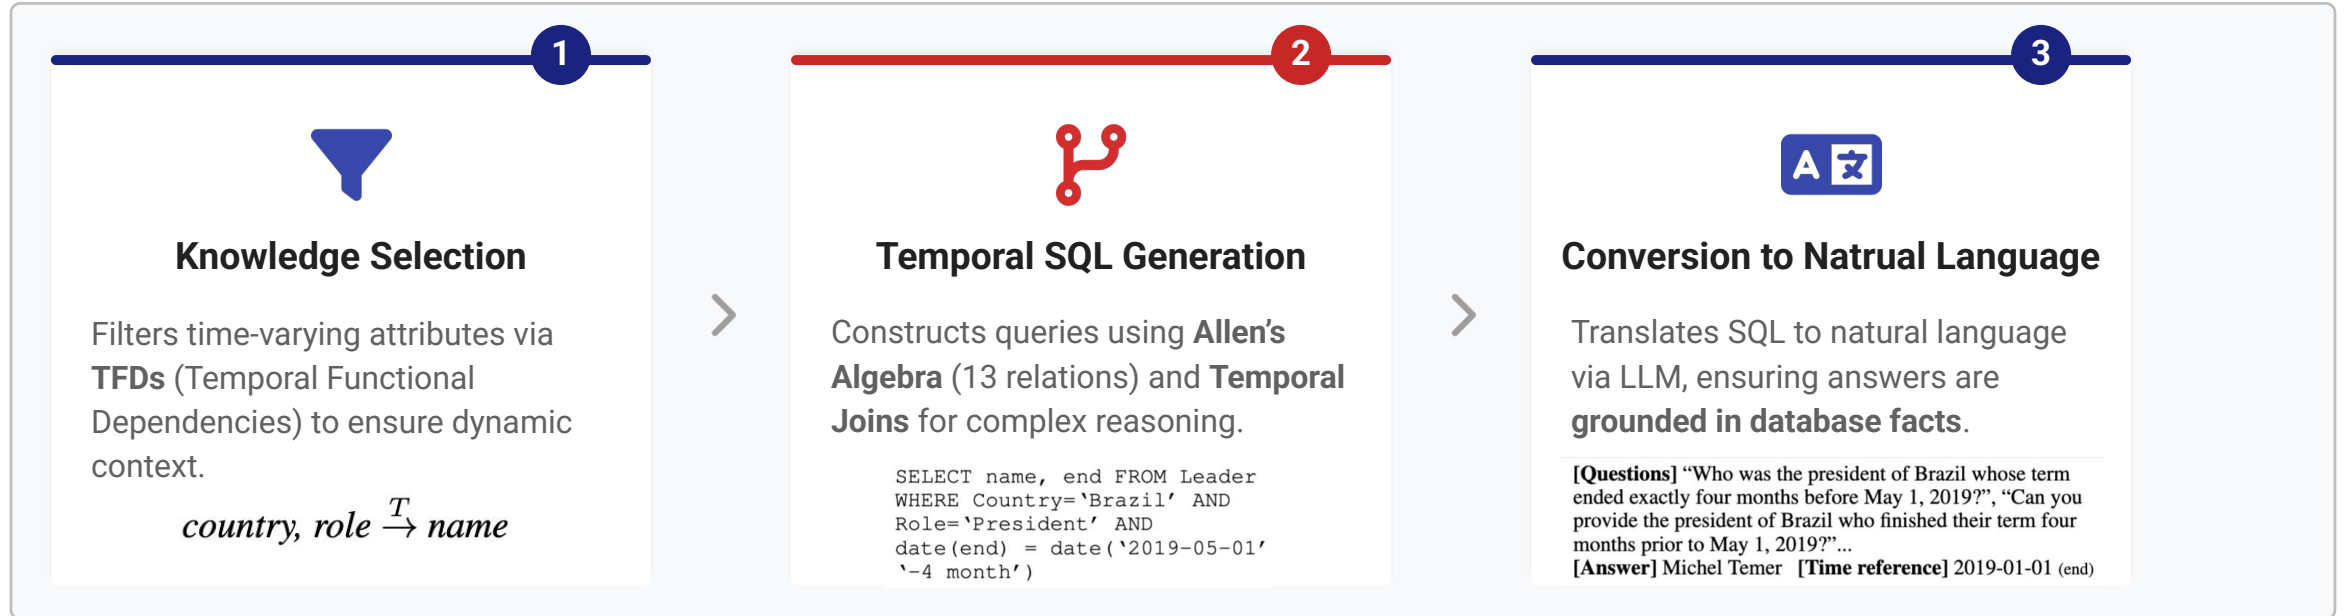 1
Knowledge Selection
Filters time-varying attributes via
TFDs (Temporal Functional
Dependencies) to ensure dynamic
context.
country, role T→ name
2
Temporal SQL Generation
Constructs queries using Allen’s
Algebra (13 relations) and Temporal
Joins for complex reasoning.
SELECT name, end FROM Leader
WHERE Country=‘Brazil’ AND
Role=‘President’ AND
date(end) = date(‘2019-05-01’
‘-4 month’)
3
A 文
Conversion to Natrual Language
Translates SQL to natural language
via LLM, ensuring answers are
grounded in database facts.
[Questions] “Who was the president of Brazil whose term
ended exactly four months before May 1, 2019?”, “Can you
provide the president of Brazil who finished their term four
months prior to May 1, 2019?”...
[Answer] Michel Temer [Time reference] 2019-01-01 (end)